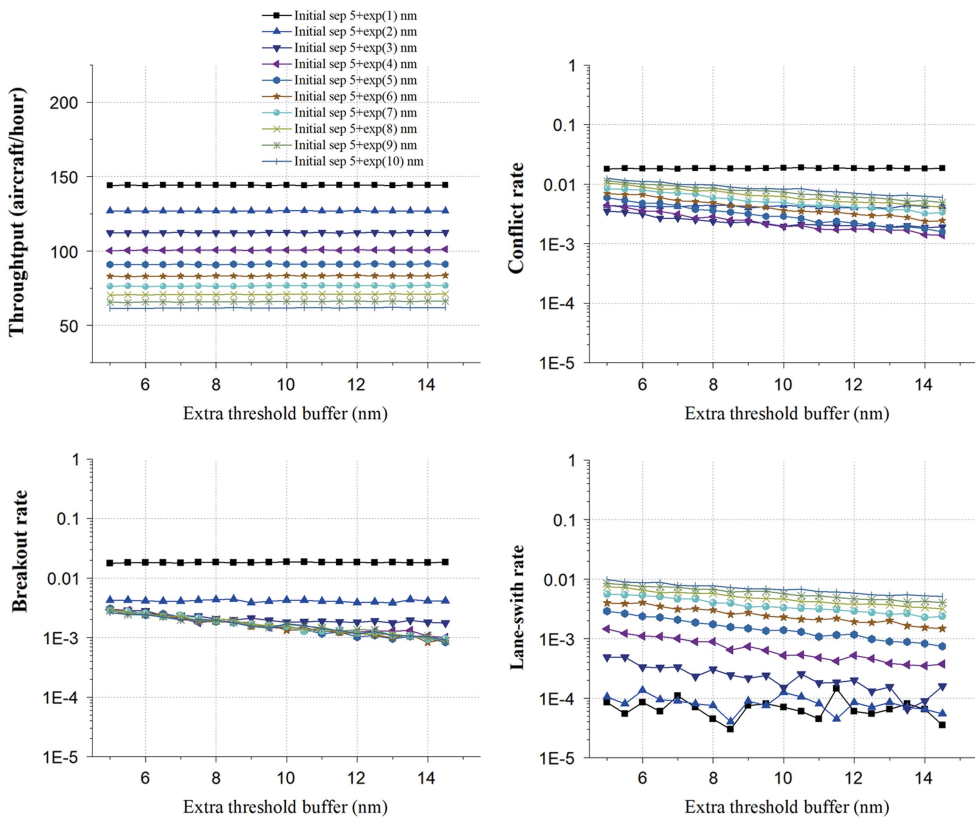 Initial sep 5+exp(1) nm
Initial sep 5+exp(2) nm
Initial sep 5+exp(3) nm
Initial sep 5+exp(4) nm
Initial sep 5+exp(5) nm
Initial sep 5+exp(6) nm
Initial sep 5+exp(7) nm
Initial sep 5+exp(8) nm
Initial sep 5+exp(9) nm
Initial sep 5+exp(10) nm
Throughtput (aircraft/hour)
200
150
100
50
6 8 10 12 14
Extra threshold buffer (nm)
Conflict rate
1
0.1
0.01
1E-3
1E-4
1E-5
6 8 10 12 14
Extra threshold buffer (nm)
Breakout rate
1
0.1
0.01
1E-3
1E-4
1E-5
6 8 10 12 14
Extra threshold buffer (nm)
Lane-swith rate
1
0.1
0.01
1E-3
1E-4
1E-5
6 8 10 12 14
Extra threshold buffer (nm)